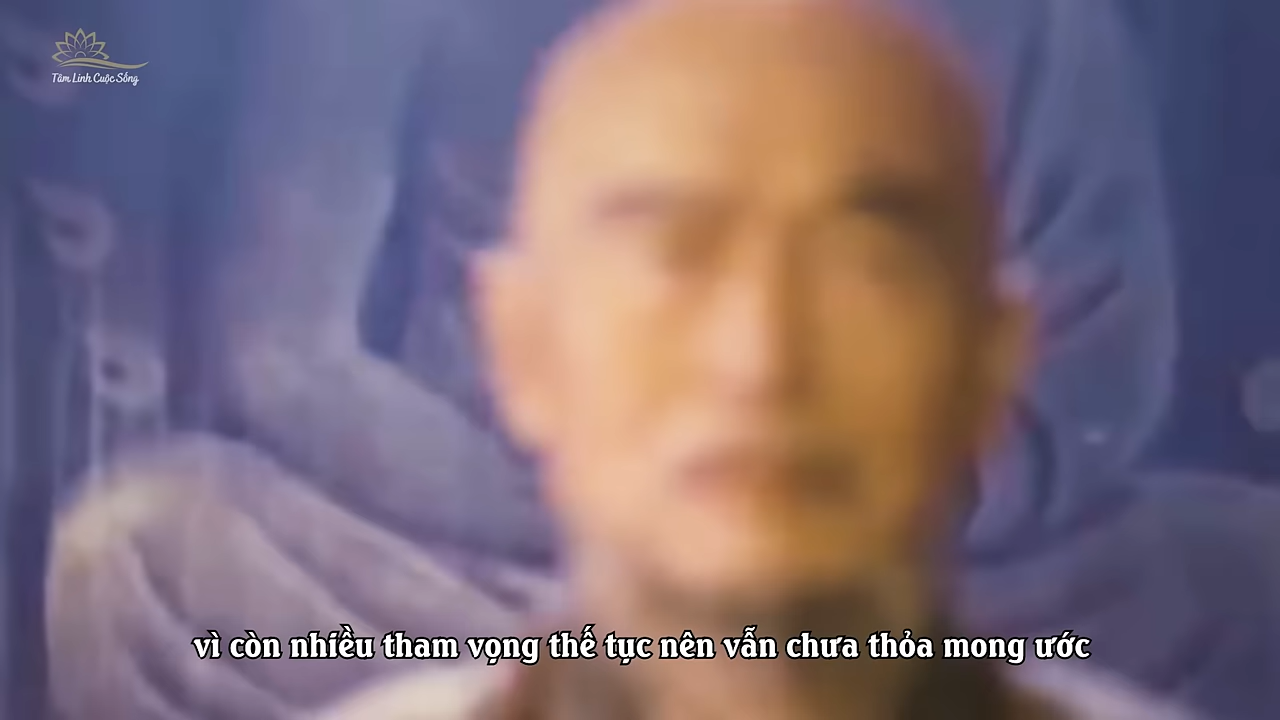 Tâm Linh Cuộc Sống
vì còn nhiều tham vọng thế tục nên vẫn chưa thỏa mong ước